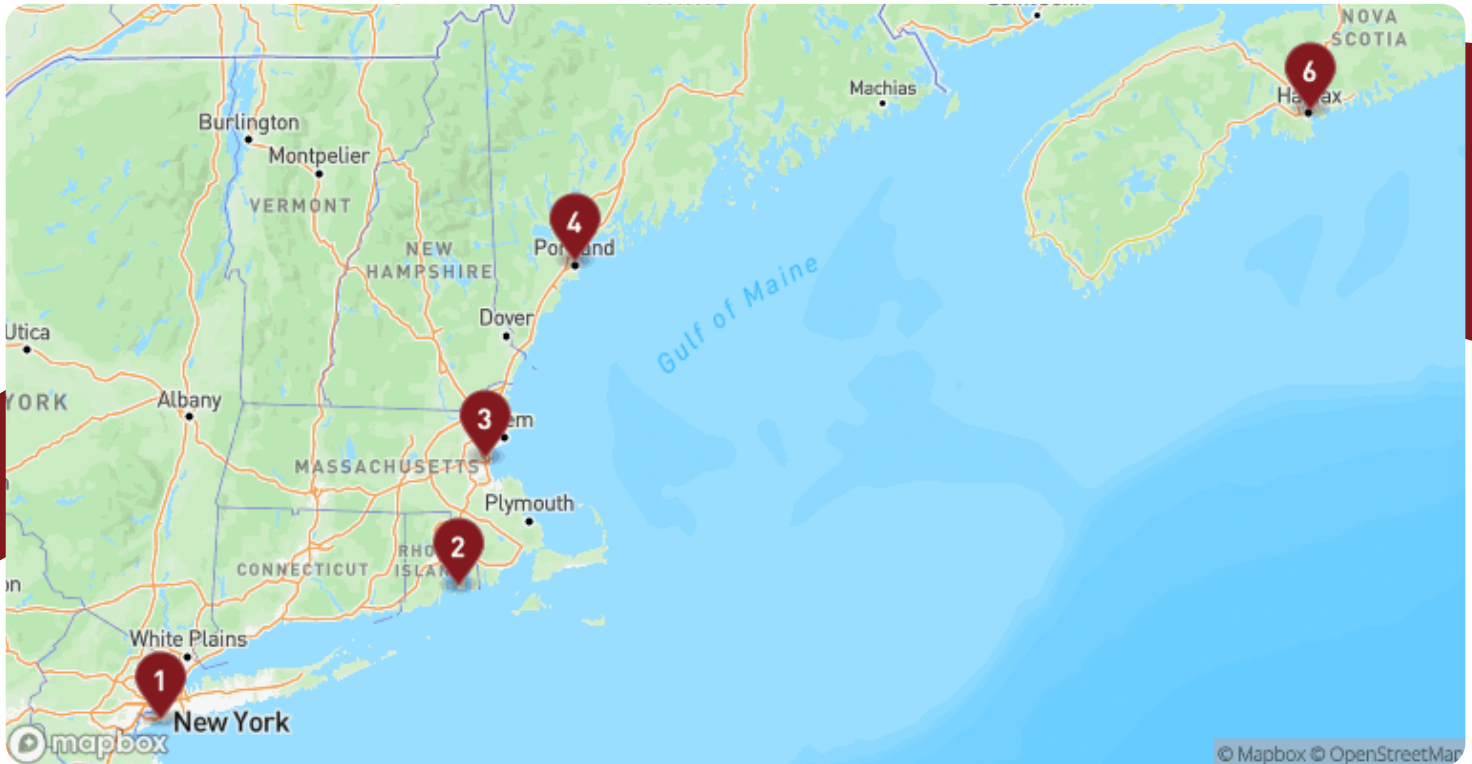 NOVA
SCOTIA
6
Machias
Burlington
Montpelier
VERMONT
4
NEW
HAMPSHIRE
Gulf of Maine
Dover
Utica
YORK
Albany
3
MASSACHUSETTS
Plymouth
2
CONNECTICUT
White Plains
1
New York
mapbox
© Mapbox © OpenStreetMap